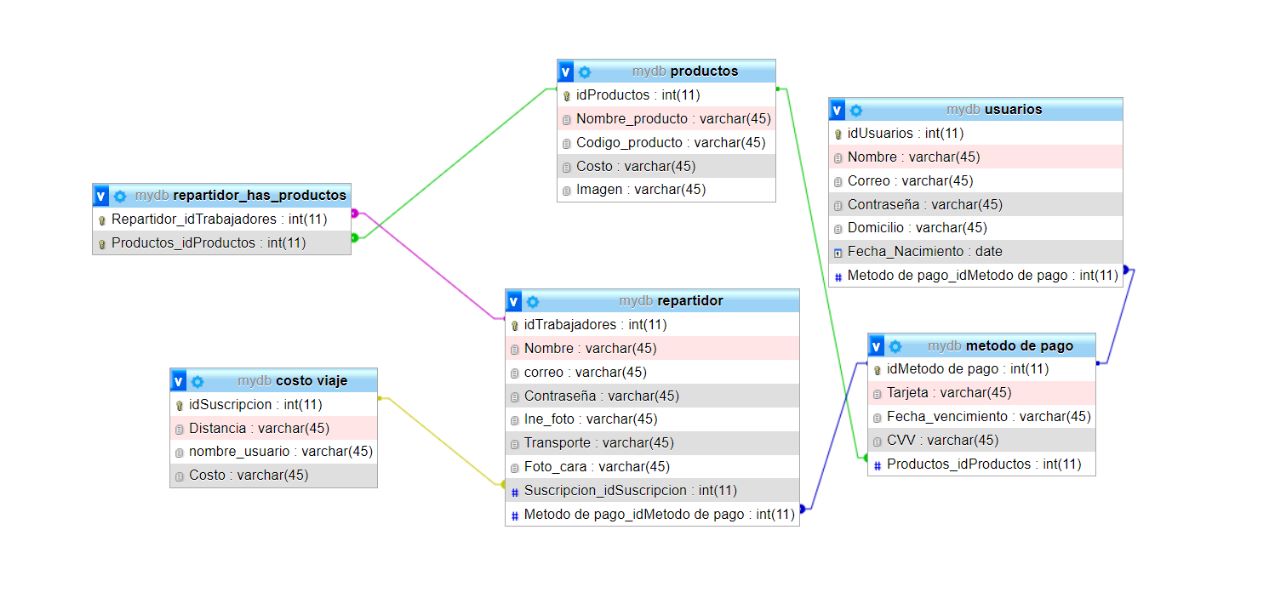 mydb productos
idProductos : int(11)
Nombre_producto : varchar(45)
Codigo_producto : varchar(45)
Costo : varchar(45)
Imagen : varchar(45)
mydb usuarios
idUsuarios : int(11)
Nombre : varchar(45)
Correo : varchar(45)
Contraseña : varchar(45)
Domicilio : varchar(45)
Fecha_Nacimiento : date
Metodo de pago_idMetodo de pago : int(11)
mydb repartidor_has_productos
Repartidor_idTrabajadores : int(11)
Productos_idProductos : int(11)
mydb repartidor
idTrabajadores : int(11)
Nombre : varchar(45)
correo : varchar(45)
Contraseña : varchar(45)
Ine_foto : varchar(45)
Transporte : varchar(45)
Foto_cara : varchar(45)
Suscripcion_idSuscripcion : int(11)
Metodo de pago_idMetodo de pago : int(11)
mydb metodo de pago
idMetodo de pago : int(11)
Tarjeta : varchar(45)
Fecha_vencimiento : varchar(45)
CVV : varchar(45)
Productos_idProductos : int(11)
mydb costo viaje
idSuscripcion : int(11)
Distancia : varchar(45)
nombre_usuario : varchar(45)
Costo : varchar(45)